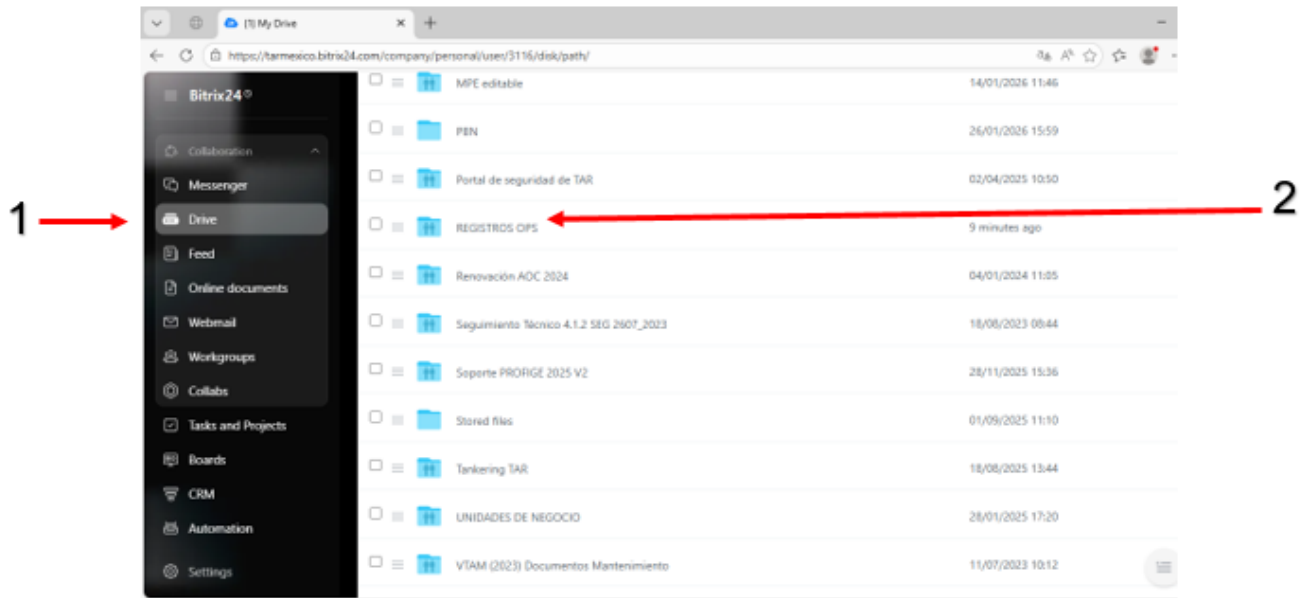 (1) My Drive
https://tarmexico.bitrix24.com/company/personal/user/3116/disk/path/
Bitrix24
MPE editable 14/01/2026 11:46
Collaboration
PBN 26/01/2026 15:59
Messenger
Portal de seguridad de TAR 02/04/2025 10:50
1
Drive
REGISTROS OPS 9 minutes ago
2
Feed
Renovación AOC 2024 04/01/2024 11:05
Online documents
Webmail
Seguimiento Técnico 4.1.2 SEG 2607_2023 18/08/2023 08:44
Workgroups
Soporte PROFIGE 2025 V2 28/11/2025 15:36
Collabs
Tasks and Projects
Stored files 01/09/2025 11:10
Boards
Tankering TAR 18/08/2025 13:44
CRM
UNIDADES DE NEGOCIO 28/01/2025 17:20
Automation
VTAM (2023) Documentos Mantenimiento 11/07/2023 10:12
Settings